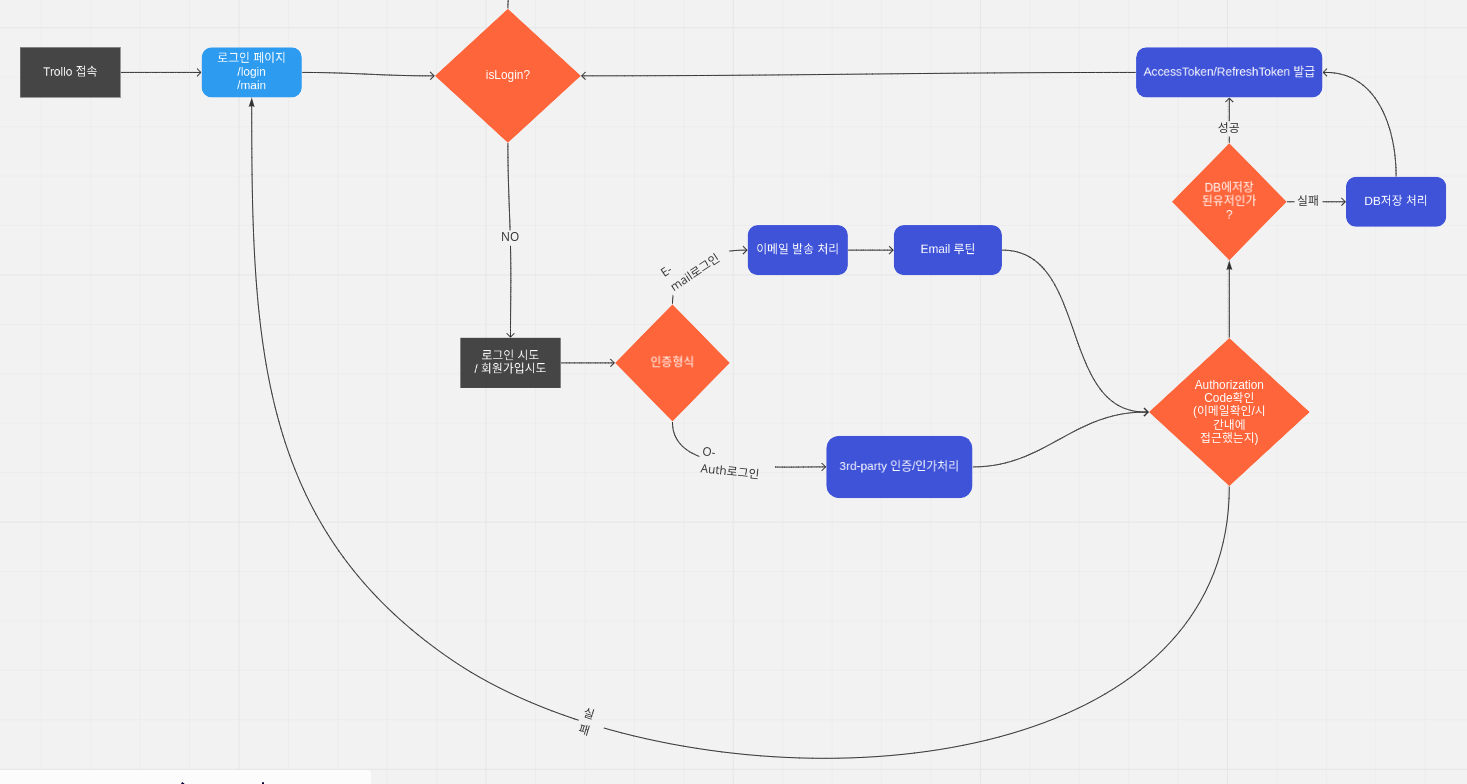 Trollo 접속
로그인 페이지
/login
/main
isLogin?
AccessToken/RefreshToken 발급
성공
DB에저장
된유저인가
?
실패
DB저장 처리
NO
E-
mail로그인
이메일 발송 처리
Email 루틴
로그인 시도
/ 회원가입시도
인증형식
Authorization
Code확인
(이메일확인/시
간내에
접근했는지)
O-
Auth로그인
3rd-party 인증/인가처리
실
패